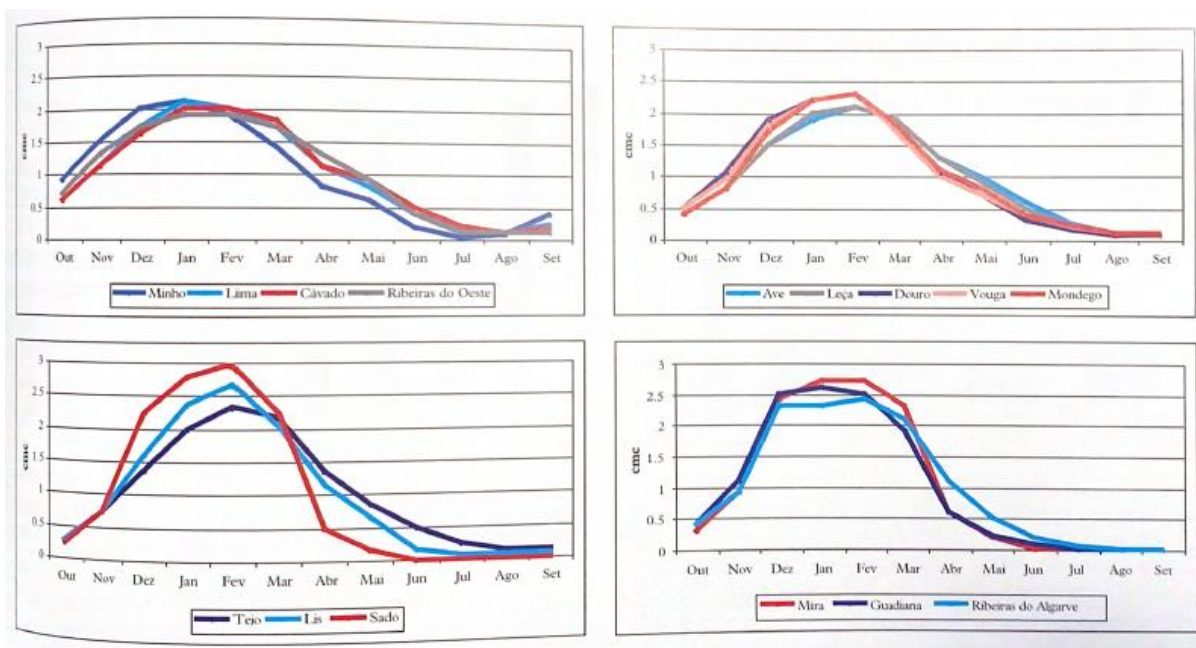 3
2.5
2
1.5
1
0.5
0
cmc
Out Nov Dez Jan Fev Mar Abr Mai Jun Jul Ago Set
Minho Lima Cávado Ribeiras do Oeste
3
2.5
2
1.5
1
0.5
0
cmc
Out Nov Dez Jan Fev Mar Abr Mai Jun Jul Ago Set
Ave Leça Douro Vouga Mondego
3
2.5
2
1.5
1
0.5
0
cmc
Out Nov Dez Jan Fev Mar Abr Mai Jun Jul Ago Set
Tejo Lis Sado
3
2.5
2
1.5
1
0.5
0
cmc
Out Nov Dez Jan Fev Mar Abr Mai Jun Jul Ago Set
Mira Guadiana Ribeiras do Algarve